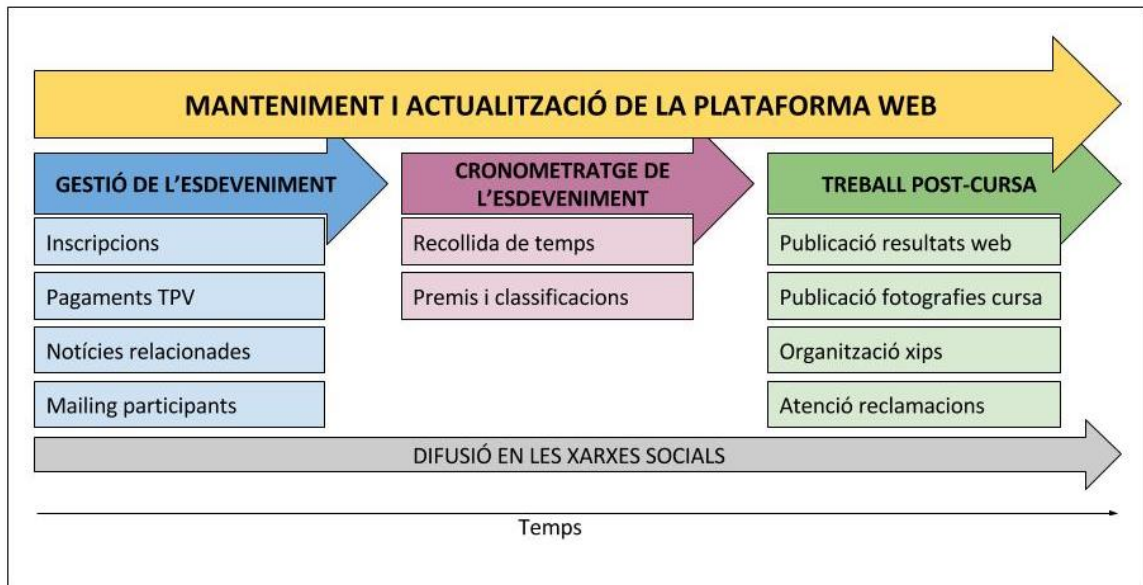 MANTENIMENT I ACTUALITZACIÓ DE LA PLATAFORMA WEB
GESTIÓ DE L'ESDEVENIMENT
Inscripcions
Pagaments TPV
Notícies relacionades
Mailing participants
CRONOMETRATGE DE
L'ESDEVENIMENT
Recollida de temps
Premis i classificacions
TREBALL POST-CURSA
Publicació resultats web
Publicació fotografies cursa
Organització xips
Atenció reclamacions
DIFUSIÓ EN LES XARXES SOCIALS
Temps